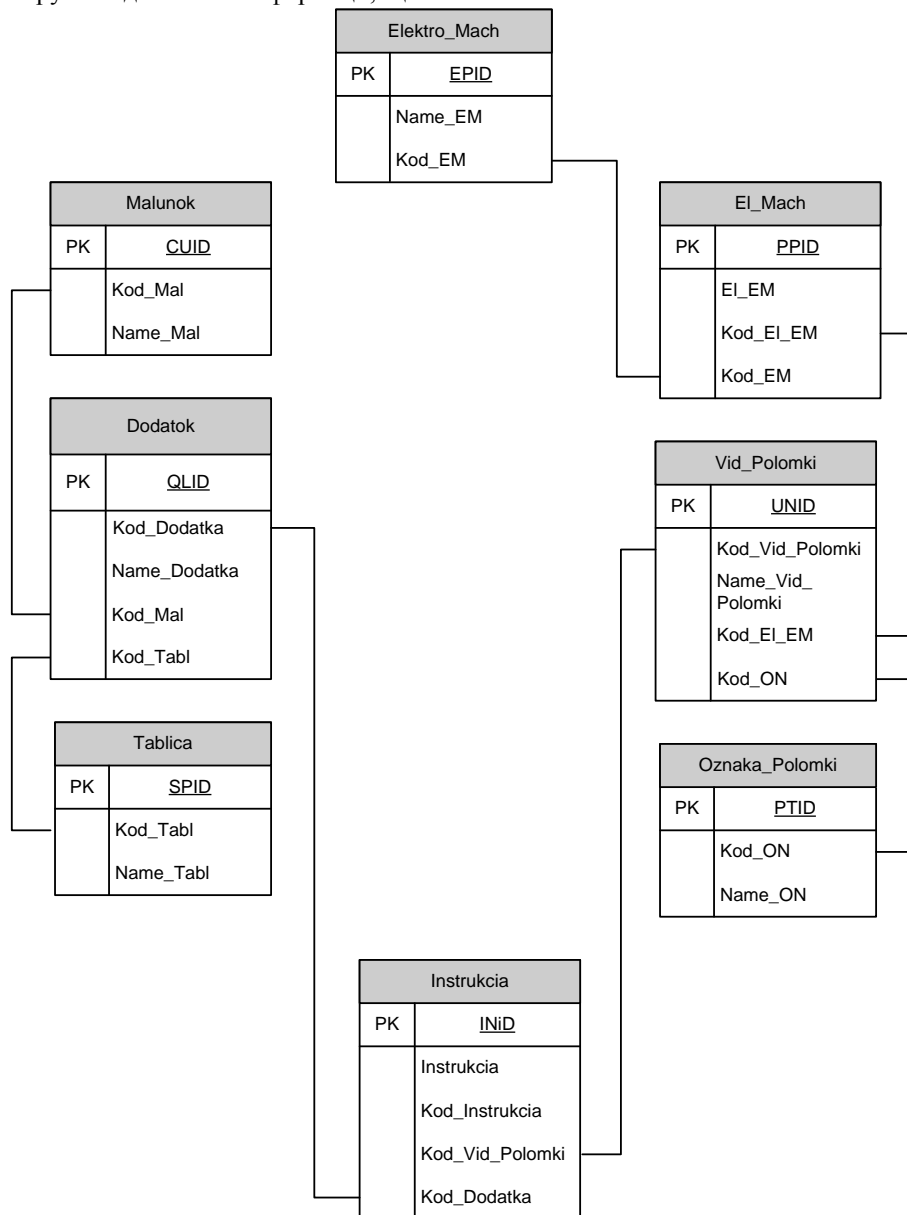 Elektro_Mach
PK EPID
Name_EM
Kod_EM
Malunok
PK CUID
Kod_Mal
Name_Mal
El_Mach
PK PPID
El_EM
Kod_El_EM
Kod_EM
Dodatok
PK QLID
Kod_Dodatka
Name_Dodatka
Kod_Mal
Kod_Tabl
Vid_Polomki
PK UNID
Kod_Vid_Polomki
Name_Vid_
Polomki
Kod_El_EM
Kod_ON
Tablica
PK SPID
Kod_Tabl
Name_Tabl
Oznaka_Polomki
PK PTID
Kod_ON
Name_ON
Instrukcia
PK INiD
Instrukcia
Kod_Instrukcia
Kod_Vid_Polomki
Kod_Dodatka